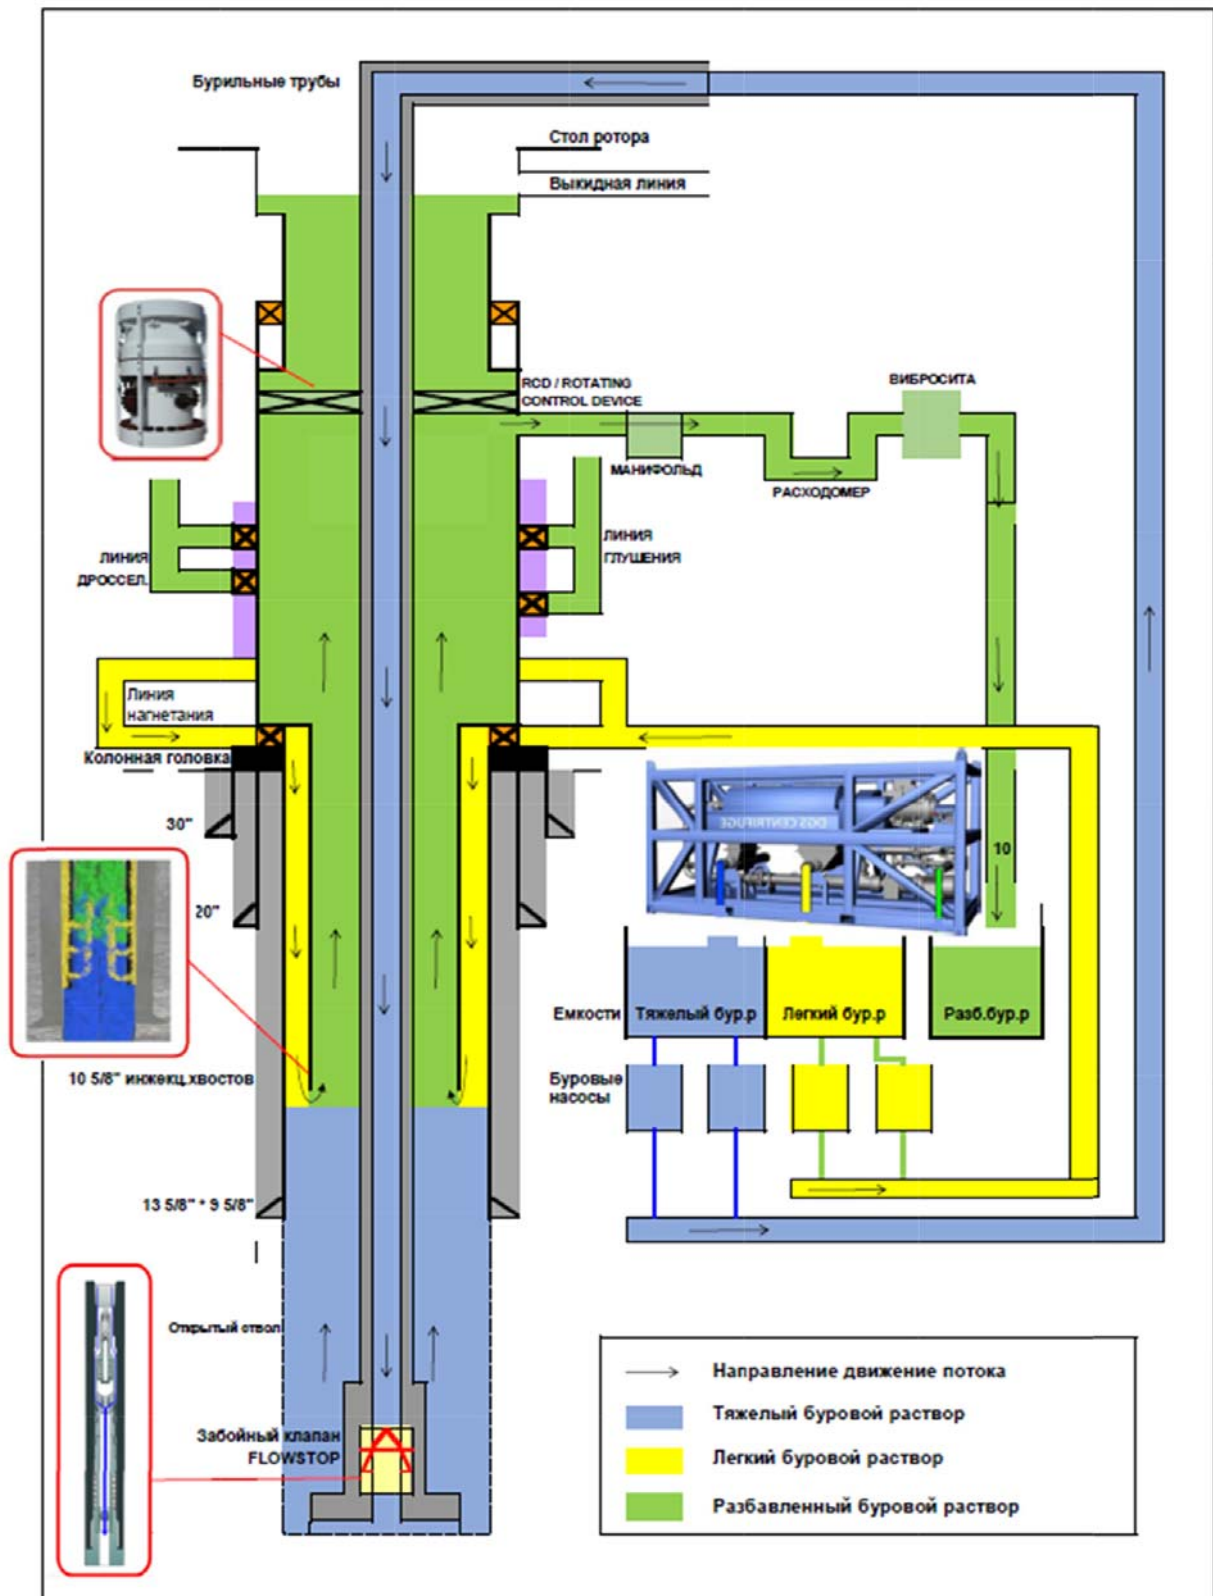 Бурильные трубы
Стол ротора
Выкидная линия
RCD / ROTATING
CONTROL DEVICE
ВИБРОСИТА
МАНИФОЛЬД
РАСХОДОМЕР
ЛИНИЯ
ДРОССЕЛ.
ЛИНИЯ
ГЛУШЕНИЯ
Линия
нагнетания
Колонная головка
30"
DGS CENTRIFUGE
10
20"
Емкости
Тяжелый бур.р
Легкий бур.р
Разб.бур.р
10 5/8" инжекц.хвостов
Буровые
насосы
13 5/8" * 9 5/8"
Открытый ствол
Забойный клапан
FLOWSTOP
Направление движение потока
Тяжелый буровой раствор
Легкий буровой раствор
Разбавленный буровой раствор